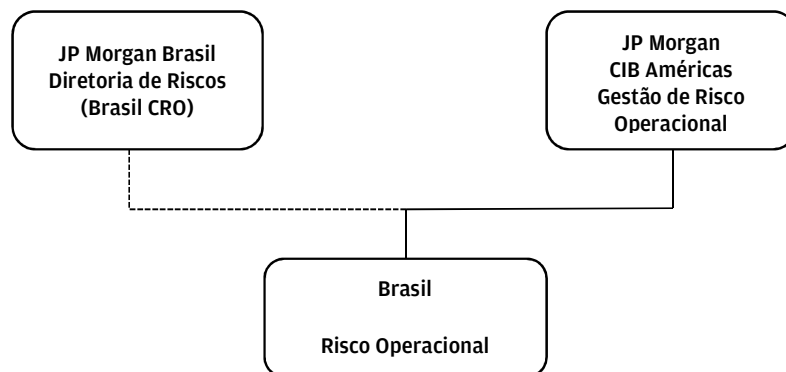 JP Morgan Brasil
Diretoria de Riscos
(Brasil CRO)
JP Morgan
CIB Américas
Gestão de Risco
Operacional
Brasil
Risco Operacional